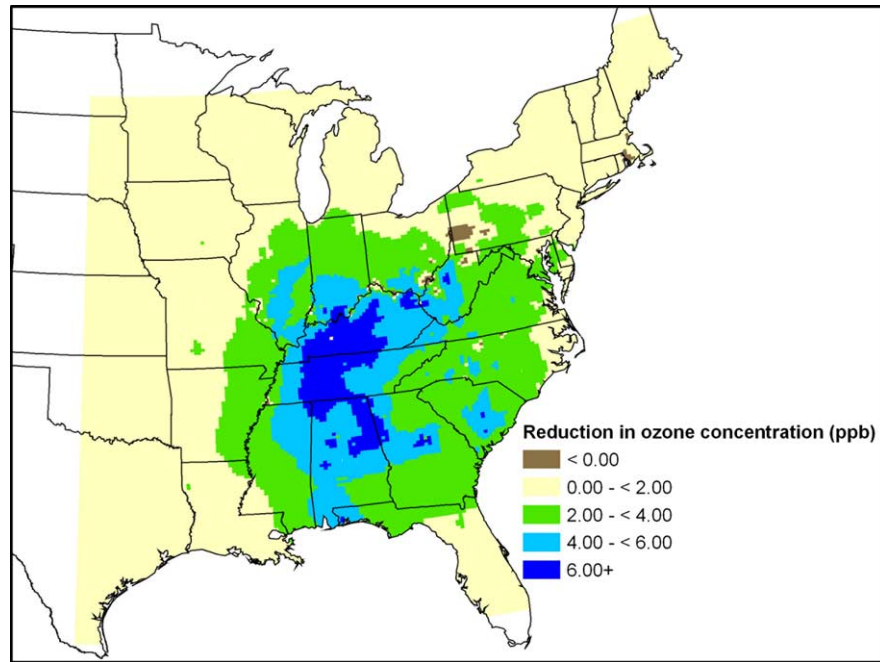 Reduction in ozone concentration (ppb)
< 0.00
0.00 - < 2.00
2.00 - < 4.00
4.00 - < 6.00
6.00+